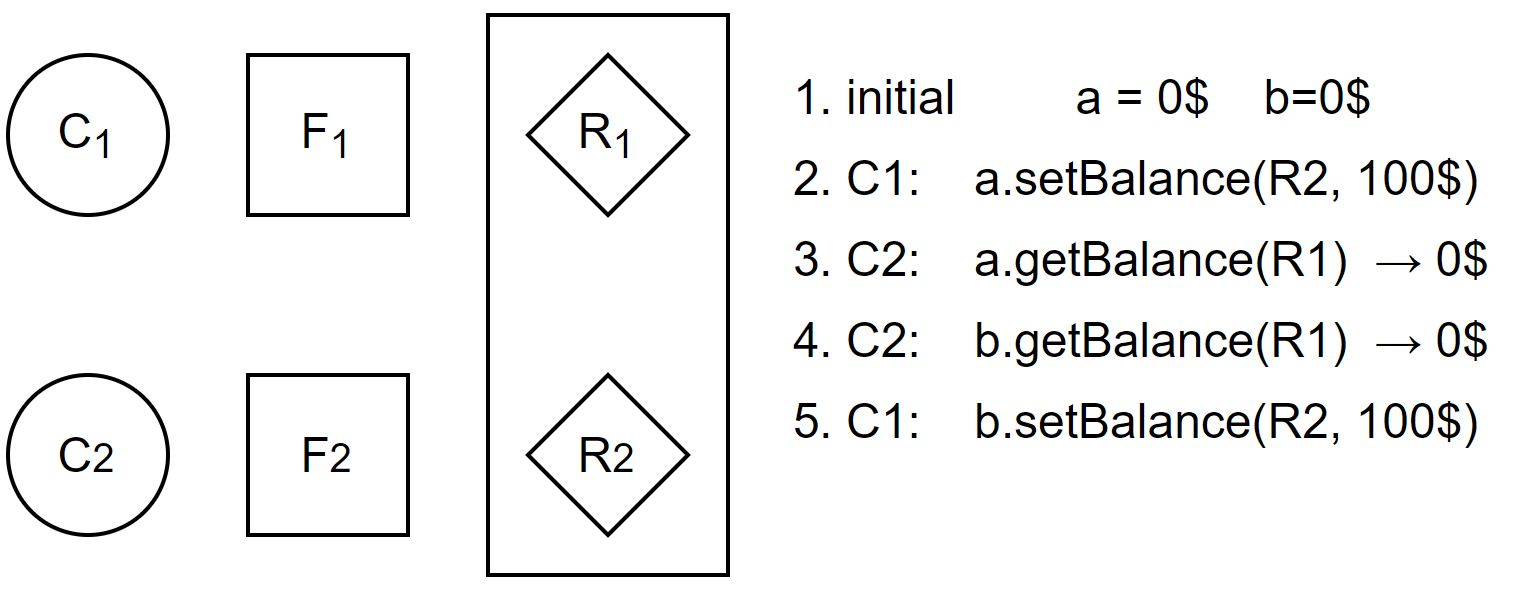 C1 F1 R1
C2 F2 R2
1. initial a = 0$ b=0$
2. C1: a.setBalance(R2, 100$)
3. C2: a.getBalance(R1) → 0$
4. C2: b.getBalance(R1) → 0$
5. C1: b.setBalance(R2, 100$)